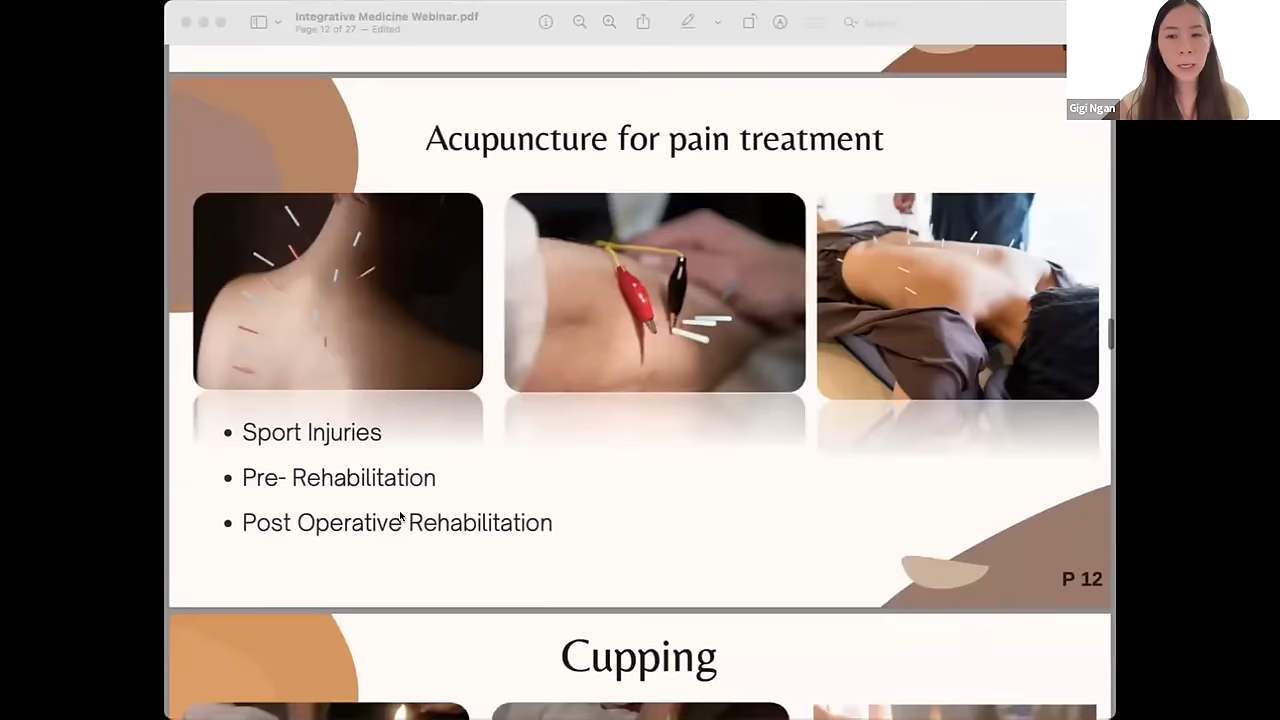 Integrative Medicine Webinar.pdf
Page 12 of 27 — Edited
Search
Gigi Ngan
Acupuncture for pain treatment
• Sport Injuries
• Pre- Rehabilitation
• Post Operative Rehabilitation
P 12
Cupping